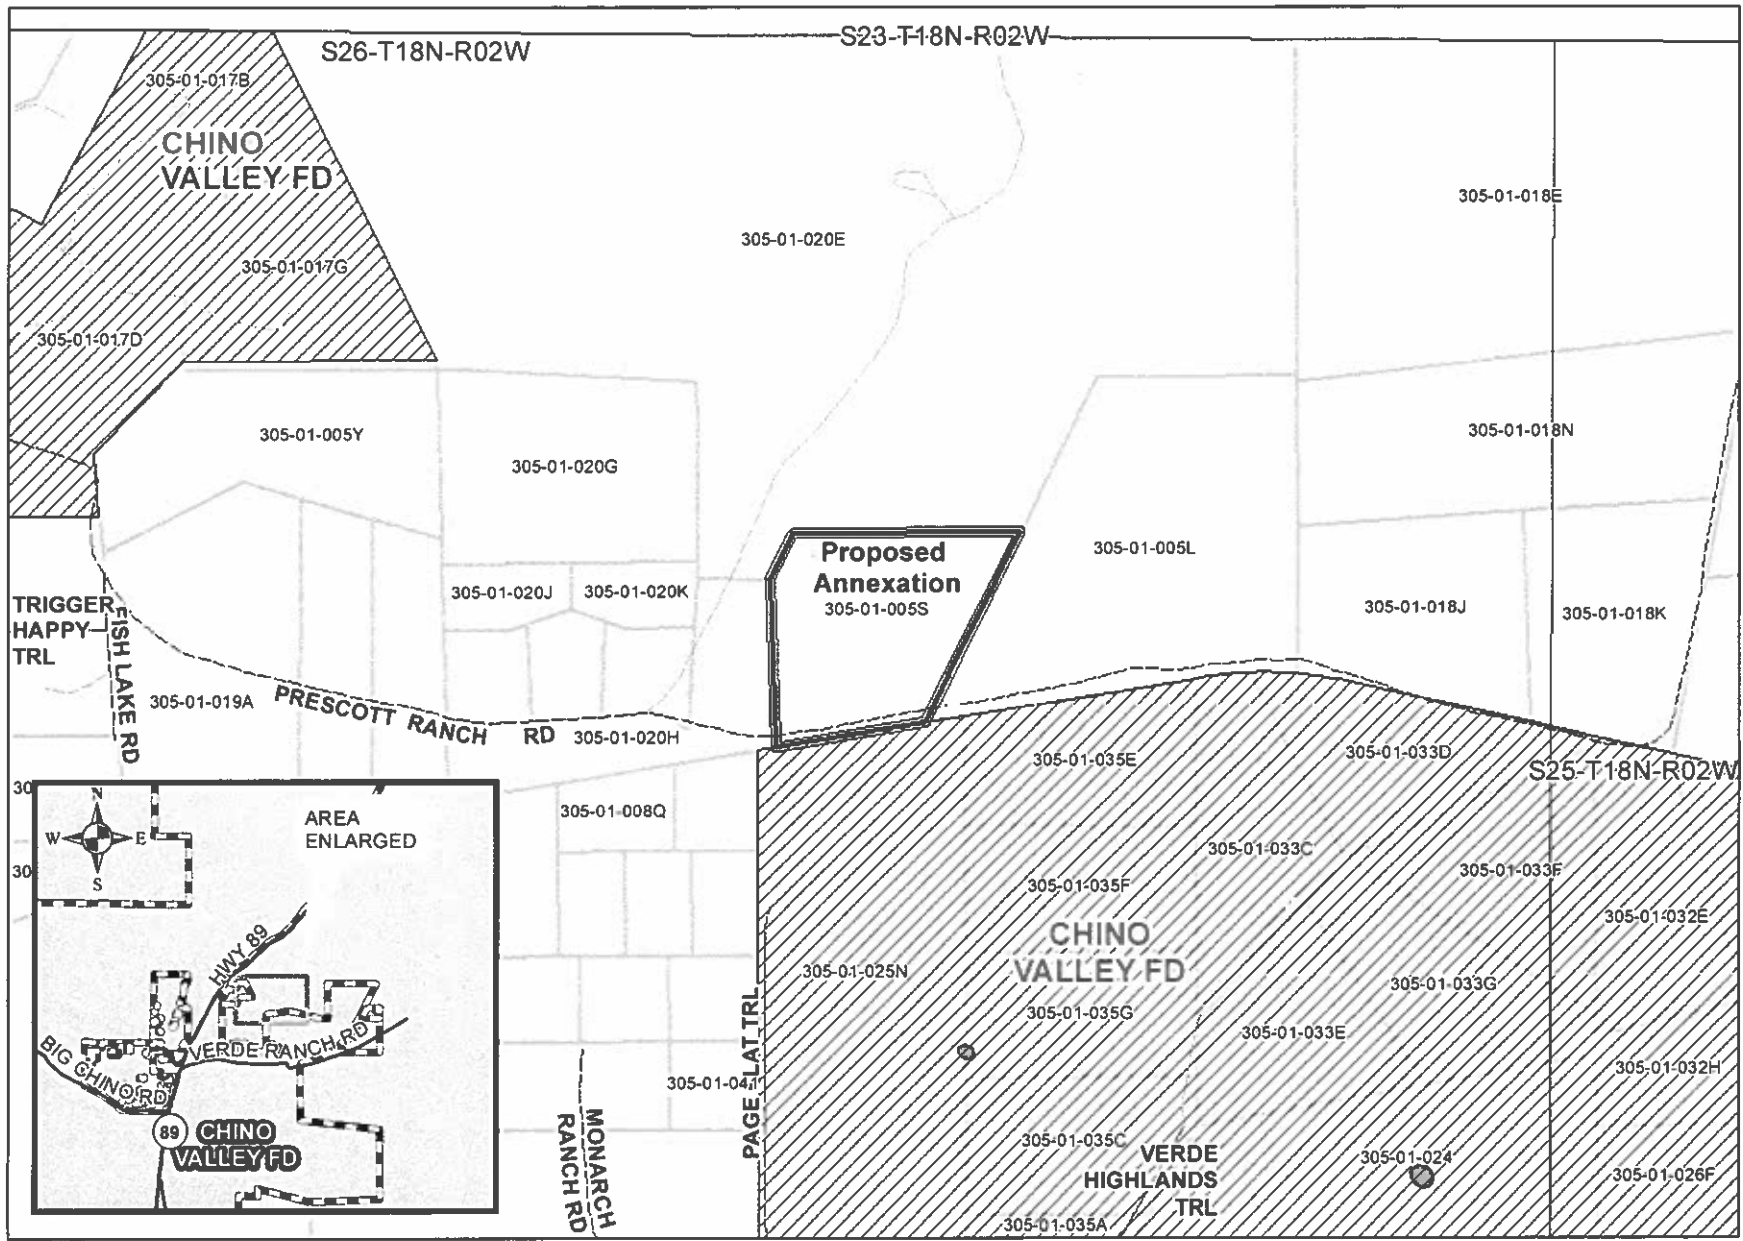 S26-T18N-R02W
S23-T18N-R02W
305-01-017B
CHINO
VALLEY FD
305-01-018E
305-01-020E
305-01-017G
305-01-017D
305-01-005Y
305-01-018N
305-01-020G
305-01-005L
Proposed
Annexation
305-01-005S
305-01-020J
305-01-020K
305-01-018J
305-01-018K
TRIGGER
HAPPY
TRL
FISH LAKE RD
305-01-019A
PRESCOTT RANCH RD
305-01-020H
305-01-035E
305-01-033D
S25-T18N-R02W
30
30
305-01-008Q
305-01-033C
305-01-033F
305-01-035F
305-01-032E
CHINO
VALLEY FD
305-01-025N
305-01-033G
305-01-035G
305-01-033E
305-01-032H
305-01-041
PAGE FLAT TRL
MONARCH
RANCH RD
305-01-035C
VERDE
HIGHLANDS
TRL
305-01-024
305-01-026F
305-01-035A
N
W
E
S
AREA
ENLARGED
HWY 89
VERDE RANCH RD
BIG CHINO RD
89
CHINO
VALLEY FD